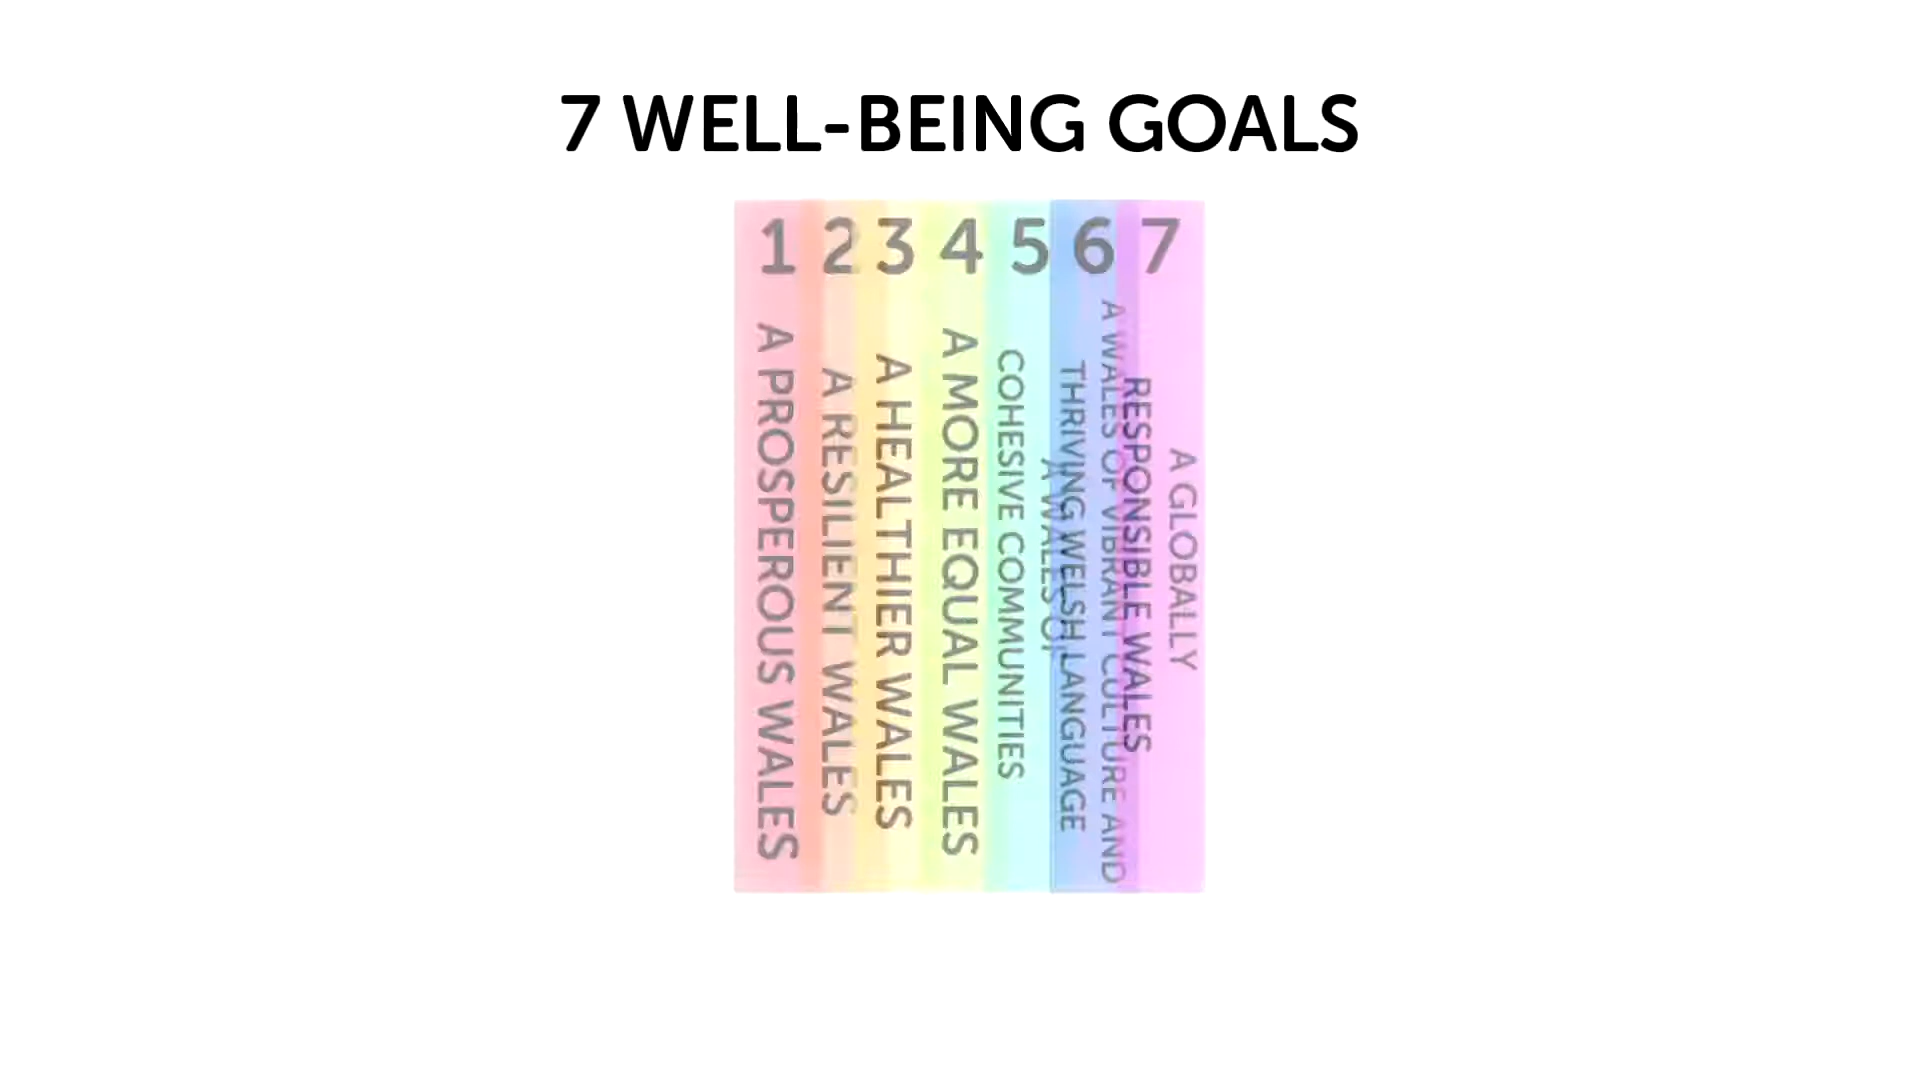 7 WELL-BEING GOALS
1
A PROSPEROUS WALES
2
A RESILIENT WALES
3
A HEALTHIER WALES
4
A MORE EQUAL WALES
5
A WALES OF
COHESIVE COMMUNITIES
6
A WALES OF VIBRANT CULTURE AND
THRIVING WELSH LANGUAGE
7
A GLOBALLY
RESPONSIBLE WALES